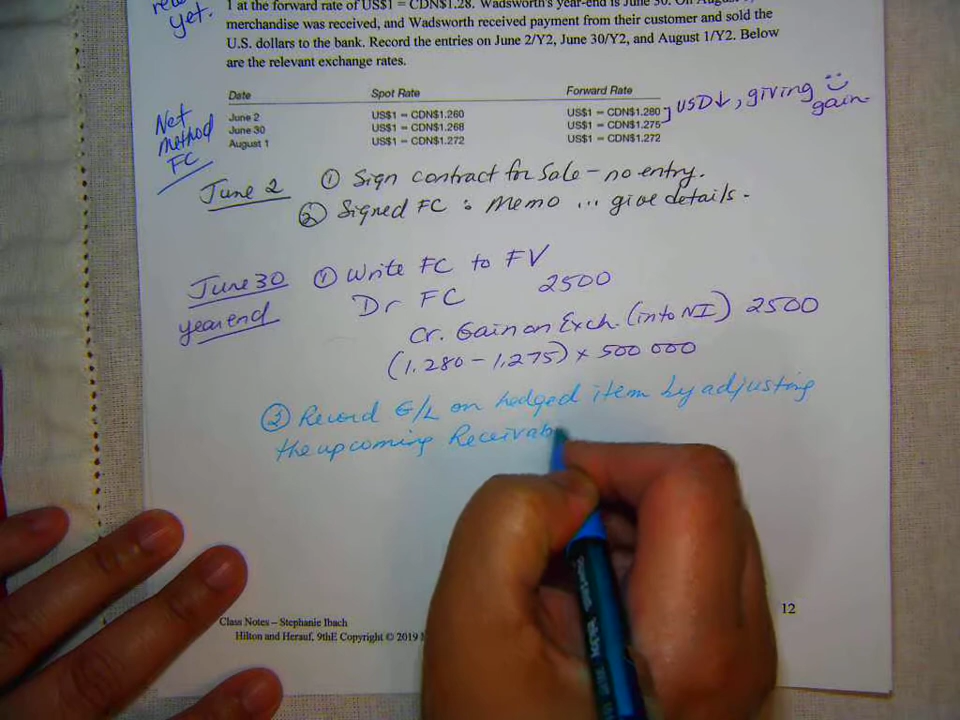 yet.
1 at the forward rate of US$1 = CDN$1.28. Wadsworth's year-end is June 30. On
merchandise was received, and Wadsworth received payment from their customer and sold the
U.S. dollars to the bank. Record the entries on June 2/Y2, June 30/Y2, and August 1/Y2. Below
are the relevant exchange rates.
Date Spot Rate Forward Rate
June 2 US$1 = CDN$1.260 US$1 = CDN$1.280
June 30 US$1 = CDN$1.268 US$1 = CDN$1.275
August 1 US$1 = CDN$1.272 US$1 = CDN$1.272
USD↓, giving
gain
Net
method
FC
June 2 ① Sign contract for Sale - no entry.
② Signed FC : Memo ... give details -
June 30 ① Write FC to FV
year end Dr FC 2500
Cr. Gain on Exch. (into NI) 2500
(1.280 - 1.275) x 500 000
② Record G/L on hedged item by adjusting
the upcoming Receivab
Class Notes – Stephanie Ibach
Hilton and Herauf, 9thE Copyright © 2019
12